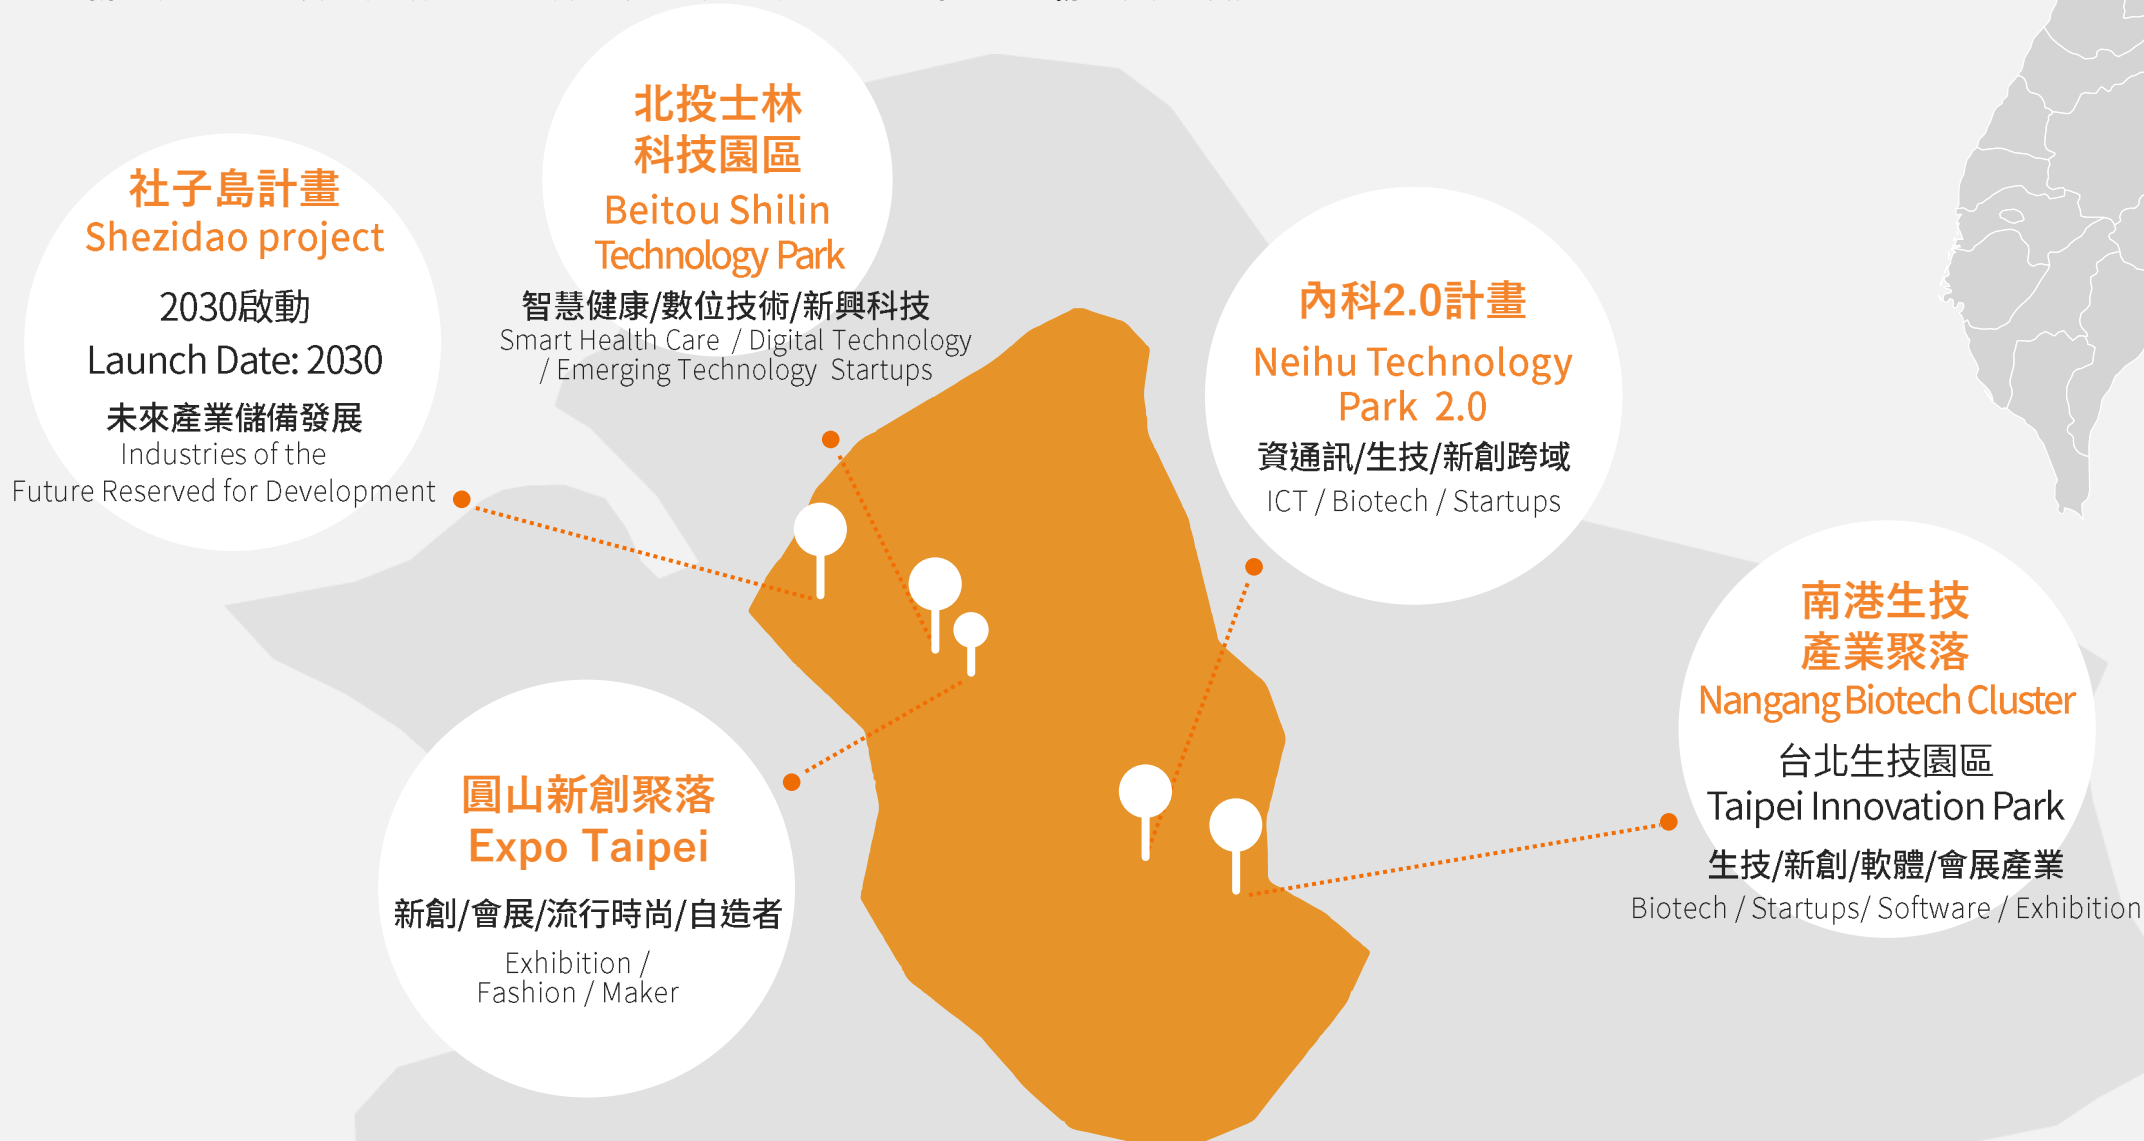 北投士林
科技園區
Beitou Shilin
Technology Park
智慧健康/數位技術/新興科技
Smart Health Care / Digital Technology
/ Emerging Technology Startups
社子島計畫
Shezidao project
2030啟動
Launch Date: 2030
未來產業儲備發展
Industries of the
Future Reserved for Development
內科2.0計畫
Neihu Technology
Park 2.0
資通訊/生技/新創跨域
ICT / Biotech / Startups
南港生技
產業聚落
Nangang Biotech Cluster
台北生技園區
Taipei Innovation Park
生技/新創/軟體/會展產業
Biotech / Startups/ Software / Exhibition
圓山新創聚落
Expo Taipei
新創/會展/流行時尚/自造者
Exhibition /
Fashion / Maker